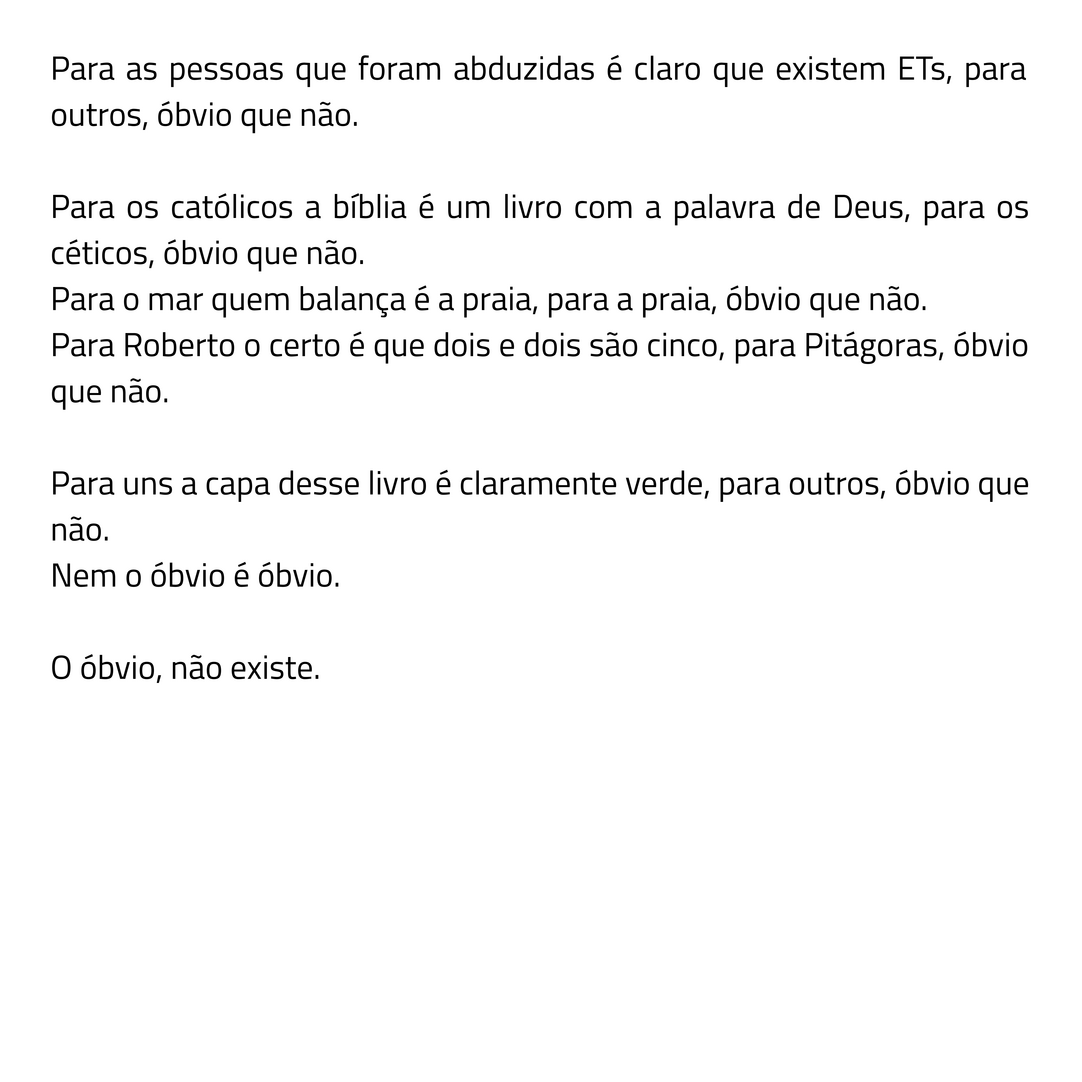 Para as pessoas que foram abduzidas é claro que existem ETs, para
outros, óbvio que não.
Para os católicos a bíblia é um livro com a palavra de Deus, para os
céticos, óbvio que não.
Para o mar quem balança é a praia, para a praia, óbvio que não.
Para Roberto o certo é que dois e dois são cinco, para Pitágoras, óbvio
que não.
Para uns a capa desse livro é claramente verde, para outros, óbvio que
não.
Nem o óbvio é óbvio.
O óbvio, não existe.